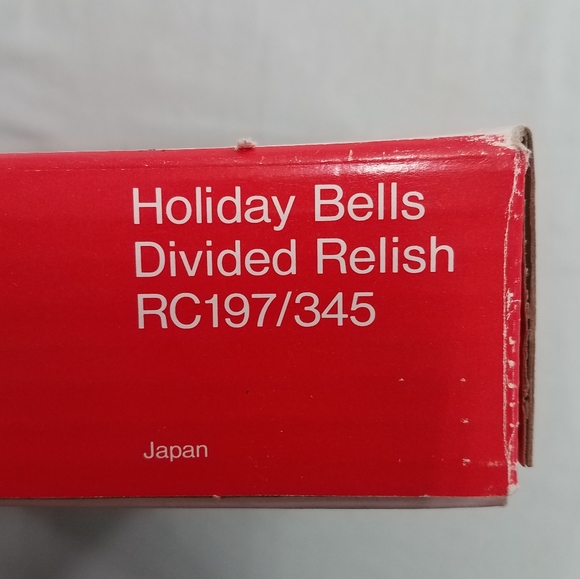 Holiday Bells
Divided Relish
RC197/345
Japan